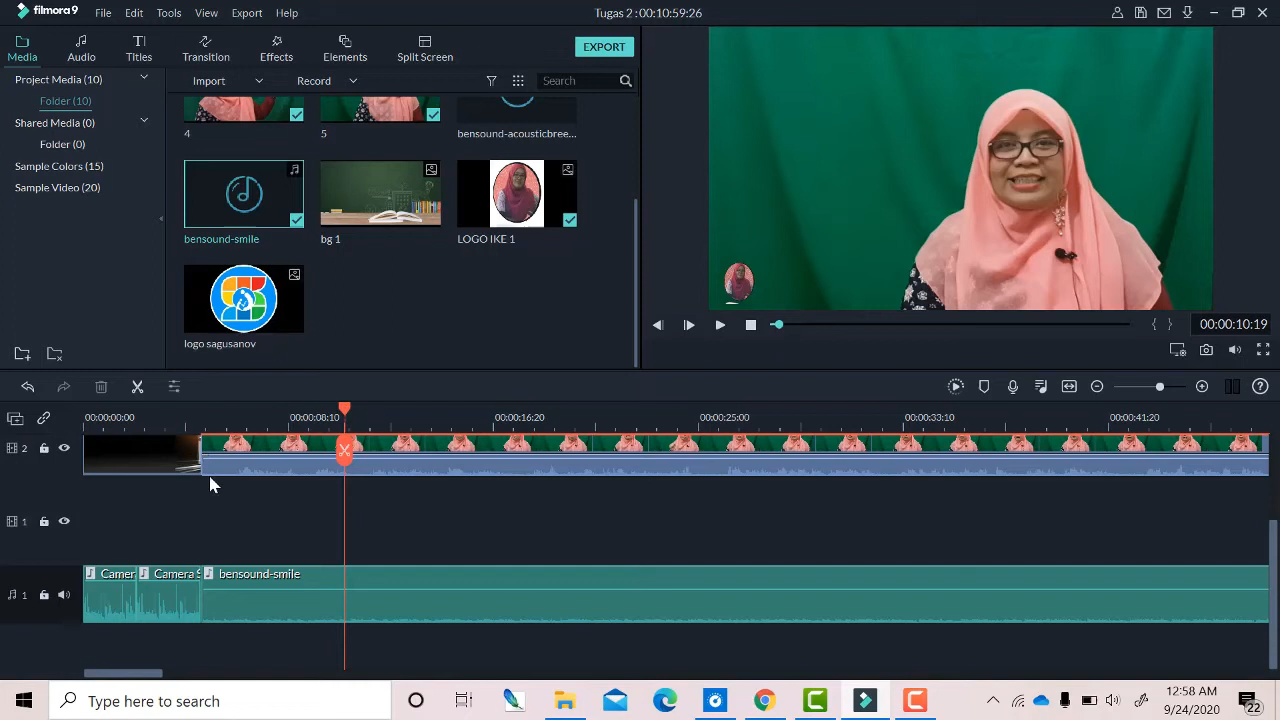 filmora9 File Edit Tools View Export Help Tugas 2 : 00:10:59:26
Media Audio Titles Transition Effects Elements Split Screen EXPORT
Project Media (10)
Folder (10)
Shared Media (0)
Folder (0)
Sample Colors (15)
Sample Video (20)
Import Record Search
4 5 bensound-acousticbree...
bensound-smile bg 1 LOGO IKE 1
logo sagusanov
00:00:10:19
00:00:00:00 00:00:08:10 00:00:16:20 00:00:25:00 00:00:33:10 00:00:41:20
2
1
Camer Camera bensound-smile
1
Type here to search
12:58 AM
9/24/2020
22